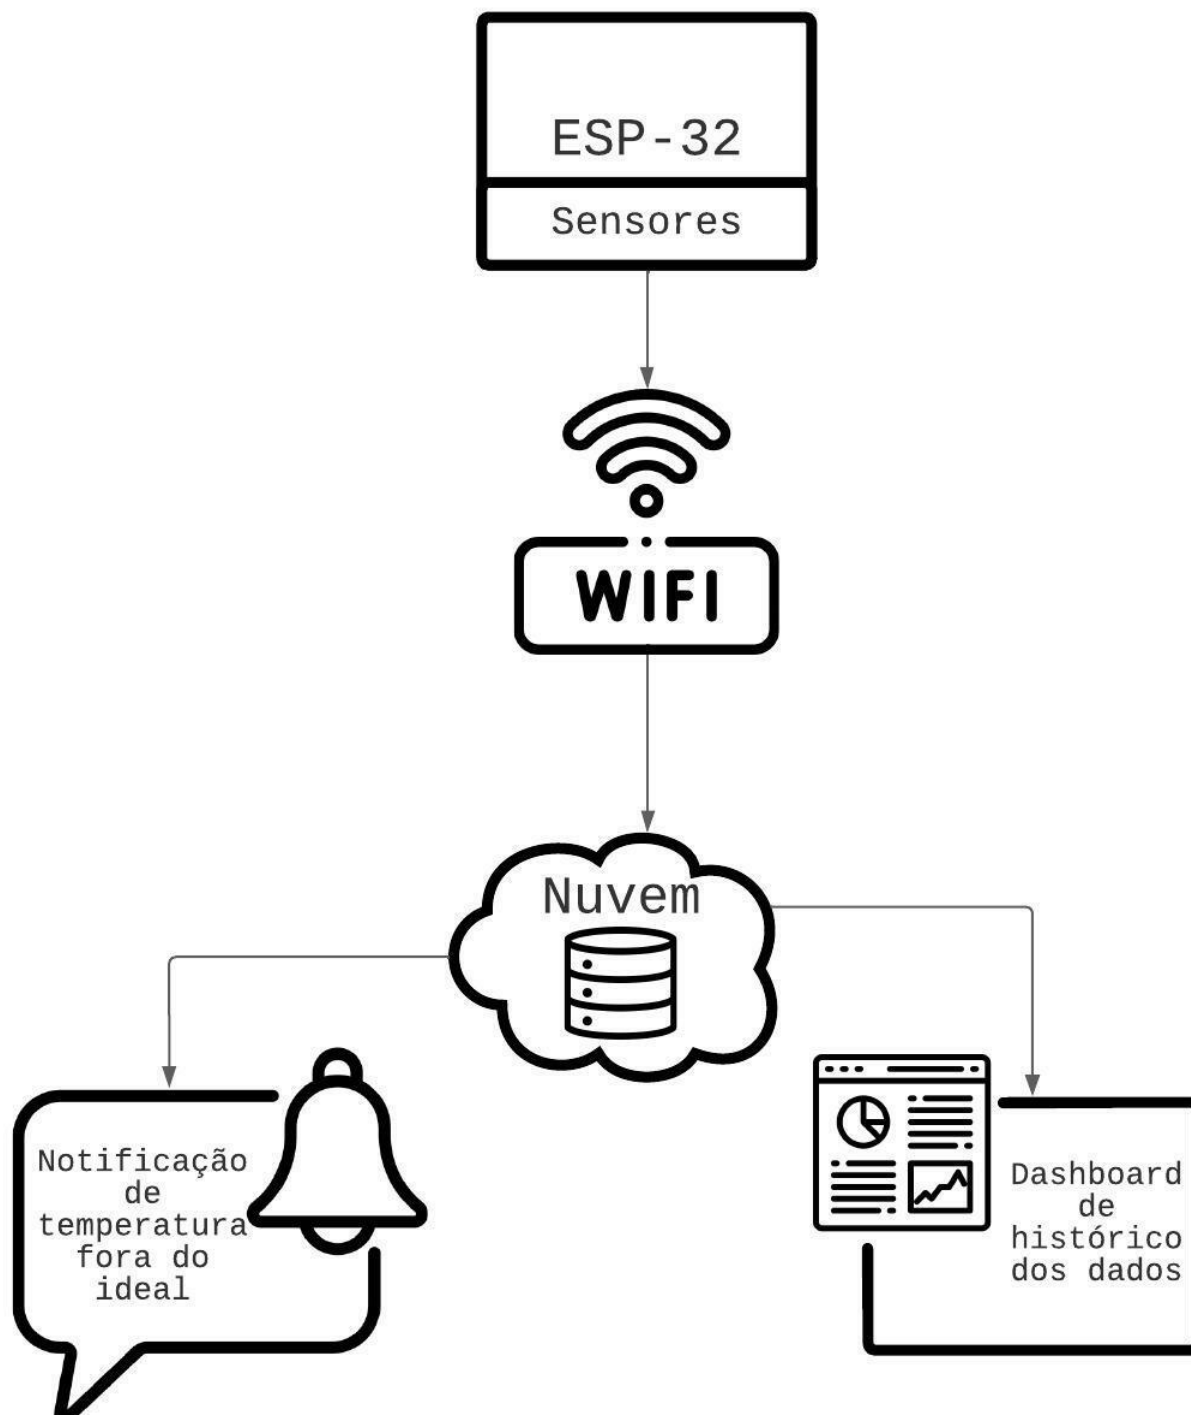 ESP-32
Sensores
WIFI
Nuvem
Notificação
de
temperatura
fora do
ideal
Dashboard
de
histórico
dos dados